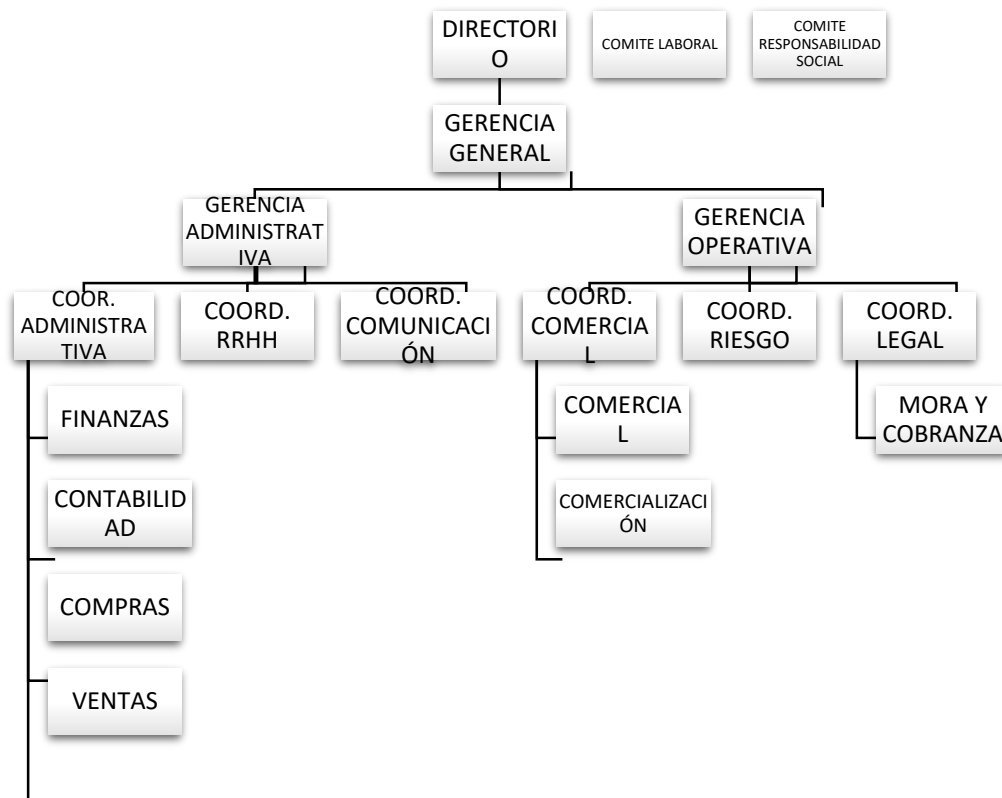 DIRECTORI
O
COMITE LABORAL
COMITE
RESPONSABILIDAD
SOCIAL
GERENCIA
GENERAL
GERENCIA
ADMINISTRAT
IVA
GERENCIA
OPERATIVA
COOR.
ADMINISTRA
TIVA
COORD.
RRHH
COORD.
COMUNICACI
ÓN
COORD.
COMERCIA
L
COORD.
RIESGO
COORD.
LEGAL
FINANZAS
CONTABILID
AD
COMPRAS
VENTAS
COMERCIA
L
COMERCIALIZACI
ÓN
MORA Y
COBRANZA